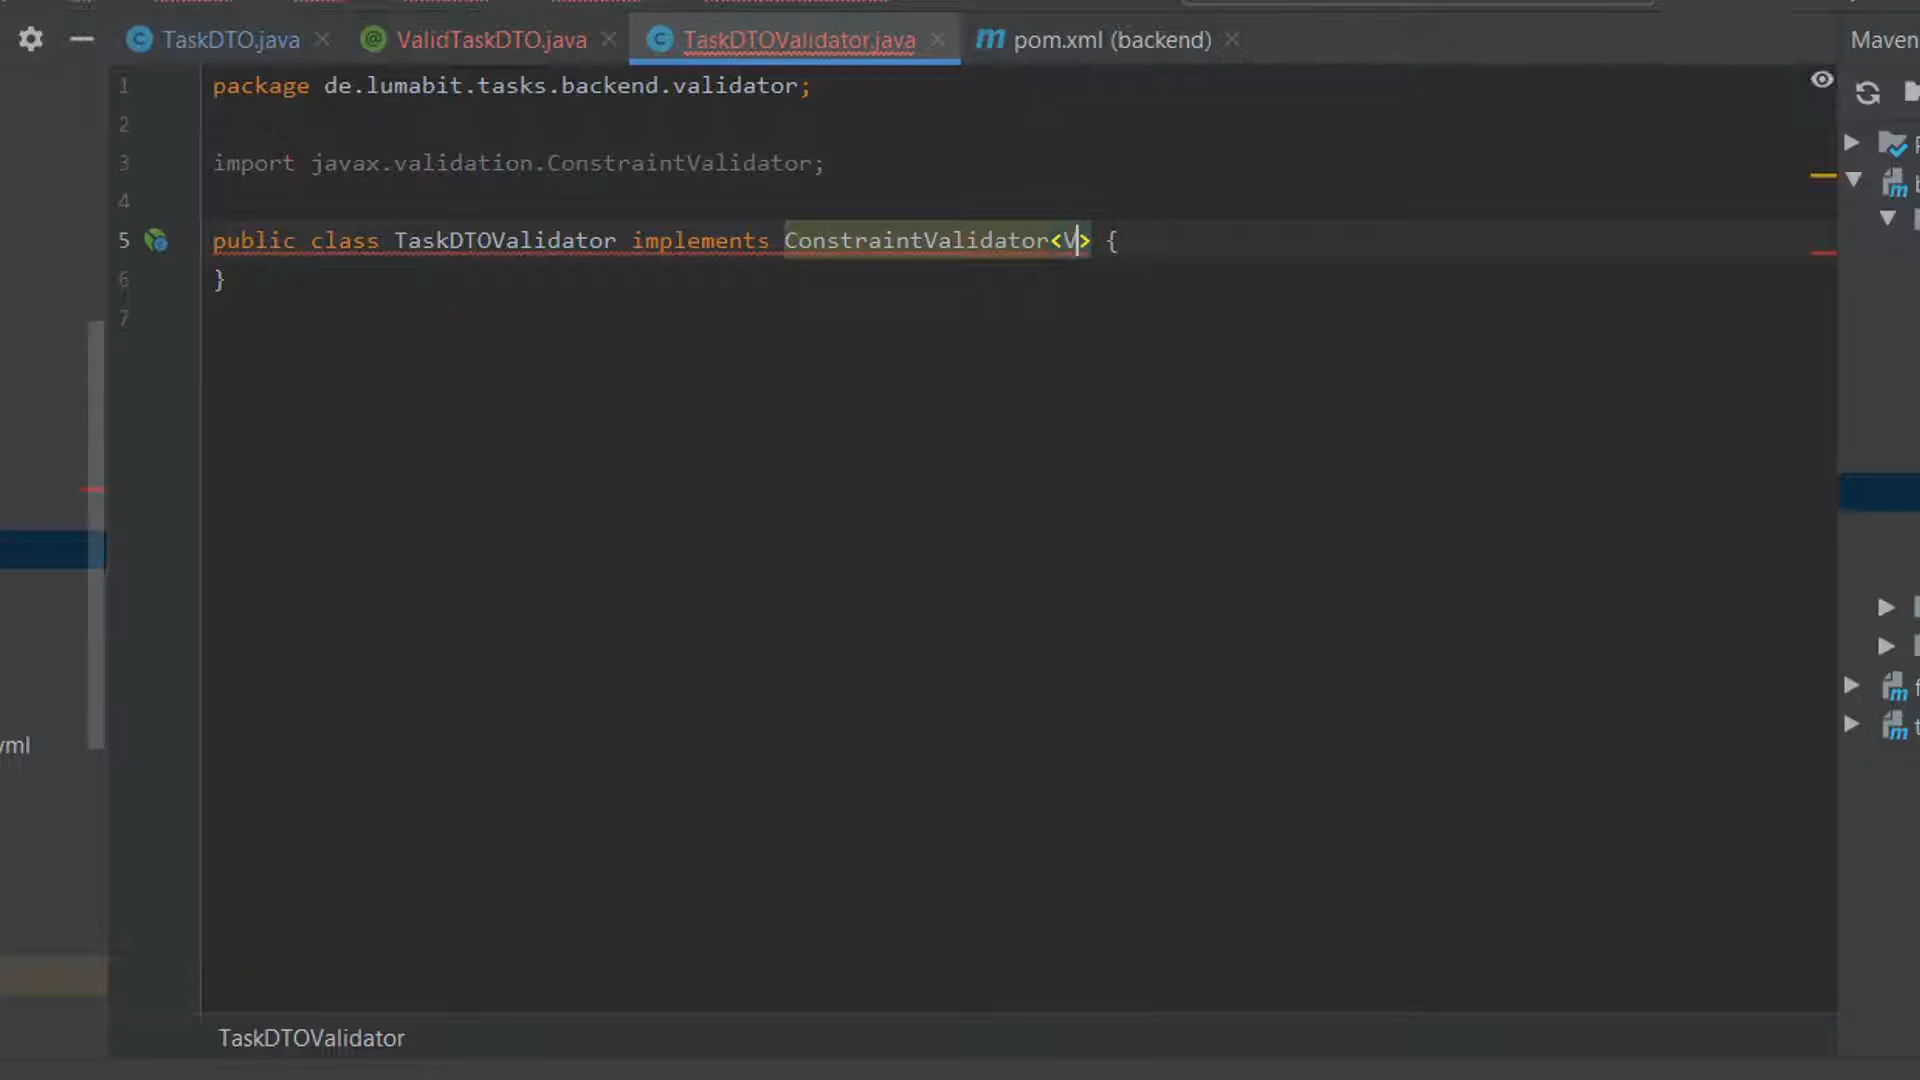 TaskDTO.java ValidTaskDTO.java TaskDTOValidator.java m pom.xml (backend) Maven
1 package de.lumabit.tasks.backend.validator;
2
3 import javax.validation.ConstraintValidator;
4
5 public class TaskDTOValidator implements ConstraintValidator<V> {
6 }
7
TaskDTOValidator